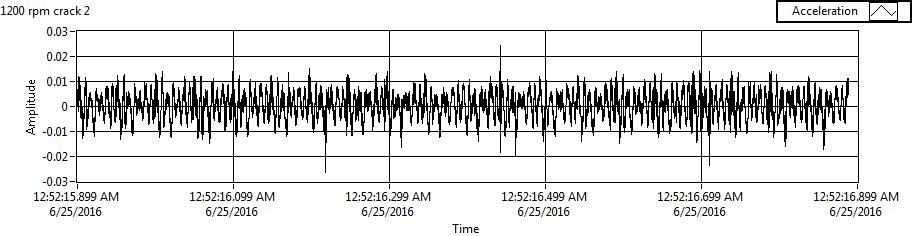 1200 rpm crack 2
Acceleration
0.03
0.02
0.01
0
-0.01
-0.02
-0.03
Amplitude
12:52:15.899 AM 12:52:16.099 AM 12:52:16.299 AM 12:52:16.499 AM 12:52:16.699 AM 12:52:16.899 AM
6/25/2016 6/25/2016 6/25/2016 6/25/2016 6/25/2016 6/25/2016
Time